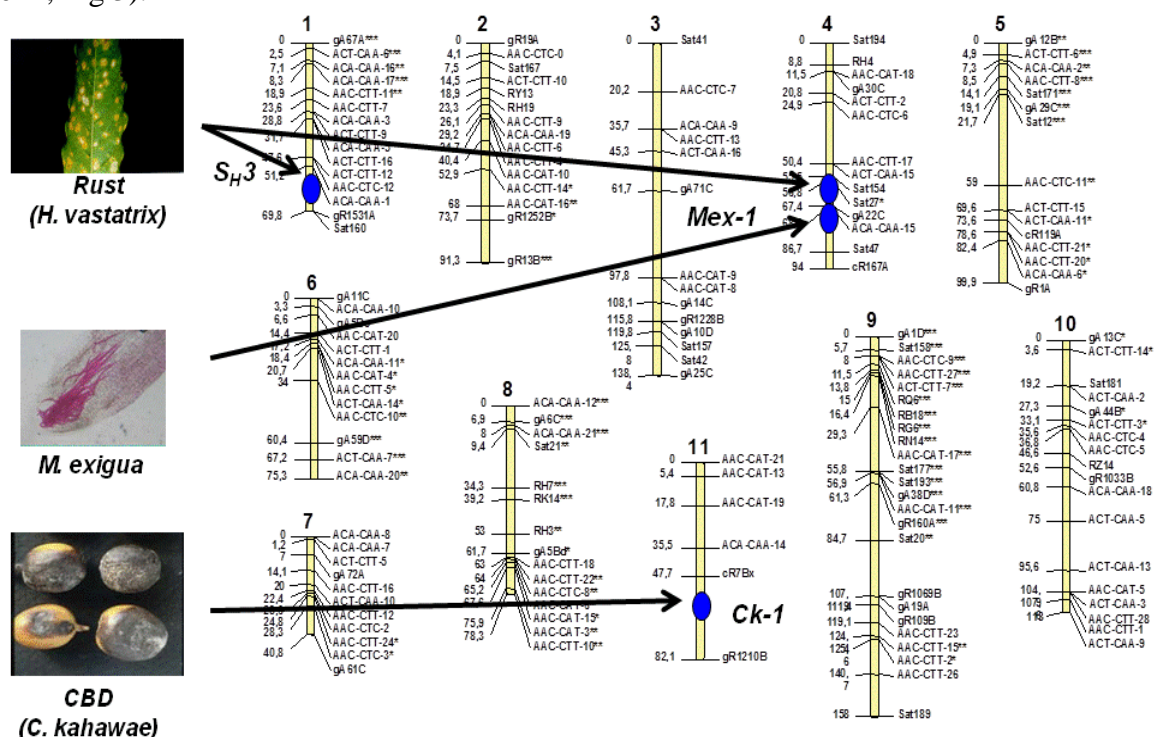 1
0 gA67A***
2,5 ACT-CAA-6***
7,1 ACA-CAA-16**
8,3 ACA-CAA-17***
18,9 AAC-CTT-11**
23,6 AAC-CTT-7
28,8 ACA-CAA-3
ACT-CTT-9
ACA-CAA-5
ACT-CTT-16
ACT-CTT-12
AAC-CTC-12
ACA-CAA-1
69,8 gR1531A
Sat160
2
0 gR19A
4,1 AAC-CTC-0
7,5 Sat167
14,5 ACT-CTT-10
18,9 RY13
23,3 RH19
26,1 AAC-CTT-9
29,2 ACA-CAA-19
AAC-CTT-6
40,4
52,9 AAC-CAT-10
AAC-CTT-14*
68 AAC-CAT-16**
73,7 gR1252B*
91,3 gR13B***
3
0 Sat41
20,2 AAC-CTC-7
35,7 ACA-CAA-9
AAC-CTT-13
45,3 ACT-CAA-16
61,7 gA71C
97,8 AAC-CAT-9
AAC-CAT-8
108,1 gA14C
115,8 gR1228B
119,8 gA10D
125, Sat157
8 Sat42
138, gA25C
4
4
0 Sat194
8,8 RH4
11,5 AAC-CAT-18
20,8 gA30C
24,9 ACT-CTT-2
AAC-CTC-6
50,4 AAC-CTT-17
ACT-CAA-15
Sat154
Sat27*
67,4 gA22C
ACA-CAA-15
86,7 Sat47
94 cR167A
5
0 gA12B**
4,9 ACT-CTT-6***
7,3 ACA-CAA-2**
8,5 AAC-CTT-8***
14,1 Sat171***
19,1 gA29C***
21,7 Sat12***
59 AAC-CTC-11**
69,6 ACT-CTT-15
73,6 ACT-CAA-11*
78,6 cR119A
82,4 AAC-CTT-21*
AAC-CTT-20*
ACA-CAA-6*
99,9 gR1A
Rust
(H. vastatrix)
SH3
Mex-1
6
0 gA11C
3,3 ACA-CAA-10
6,6
14,4 AAC-CAT-20
ACT-CTT-1
18,4 ACA-CAA-11*
20,7 AAC-CAT-4*
34 AAC-CTT-5*
ACT-CAA-14*
AAC-CTC-10**
60,4 gA59D***
67,2 ACT-CAA-7***
75,3 ACA-CAA-20**
M. exigua
7
0 ACA-CAA-8
1,2 ACA-CAA-7
7 ACT-CTT-5
14,1 gA72A
20 AAC-CTT-16
22,4 ACT-CAA-10
AAC-CTT-12
24,8 AAC-CTC-2
28,3 AAC-CTT-24*
40,8 AAC-CTC-3*
gA61C
8
0 ACA-CAA-12***
6,9 gA6C***
8 ACA-CAA-21***
9,4 Sat21**
34,3 RH7***
39,2 RK14***
53 RH3**
61,7 gA5Bd*
63 AAC-CTT-18
64 AAC-CTT-22**
65,2 AAC-CTC-8**
AAC-CAT-15*
75,9 AAC-CAT-3**
78,3 AAC-CTT-10**
11
0 AAC-CAT-21
5,4 AAC-CAT-13
17,8 AAC-CAT-19
35,5 ACA-CAA-14
47,7 cR7Bx
82,1 gR1210B
Ck-1
9
0 gA1D***
5,7 Sat158***
8 AAC-CTC-9***
11,5 AAC-CTT-27***
13,8 ACT-CTT-7***
15 RQ6***
16,4 RB18***
RG6***
29,3 RN14***
AAC-CAT-17***
55,8 Sat177***
56,9 Sat193***
61,3 gA38D***
AAC-CAT-11***
gR160A***
84,7 Sat20**
107, gR1069B
gA19A
119,1 gR109B
124, AAC-CTT-23
AAC-CTT-15**
6 AAC-CTT-2*
140, AAC-CTT-26
7
158 Sat189
10
0 gA13C*
3,6 ACT-CTT-14*
19,2 Sat181
ACT-CAA-2
27,3 gA44B*
33,1 ACT-CTT-3*
35,6 AAC-CTC-4
36,8 AAC-CTC-5
46,6 RZ14
52,6 gR1033B
60,8 ACA-CAA-18
75 ACT-CAA-5
95,6 ACT-CAA-13
104, AAC-CAT-5
ACT-CAA-3
AAC-CTT-28
AAC-CTT-1
ACT-CAA-9
CBD
(C. kahawae)